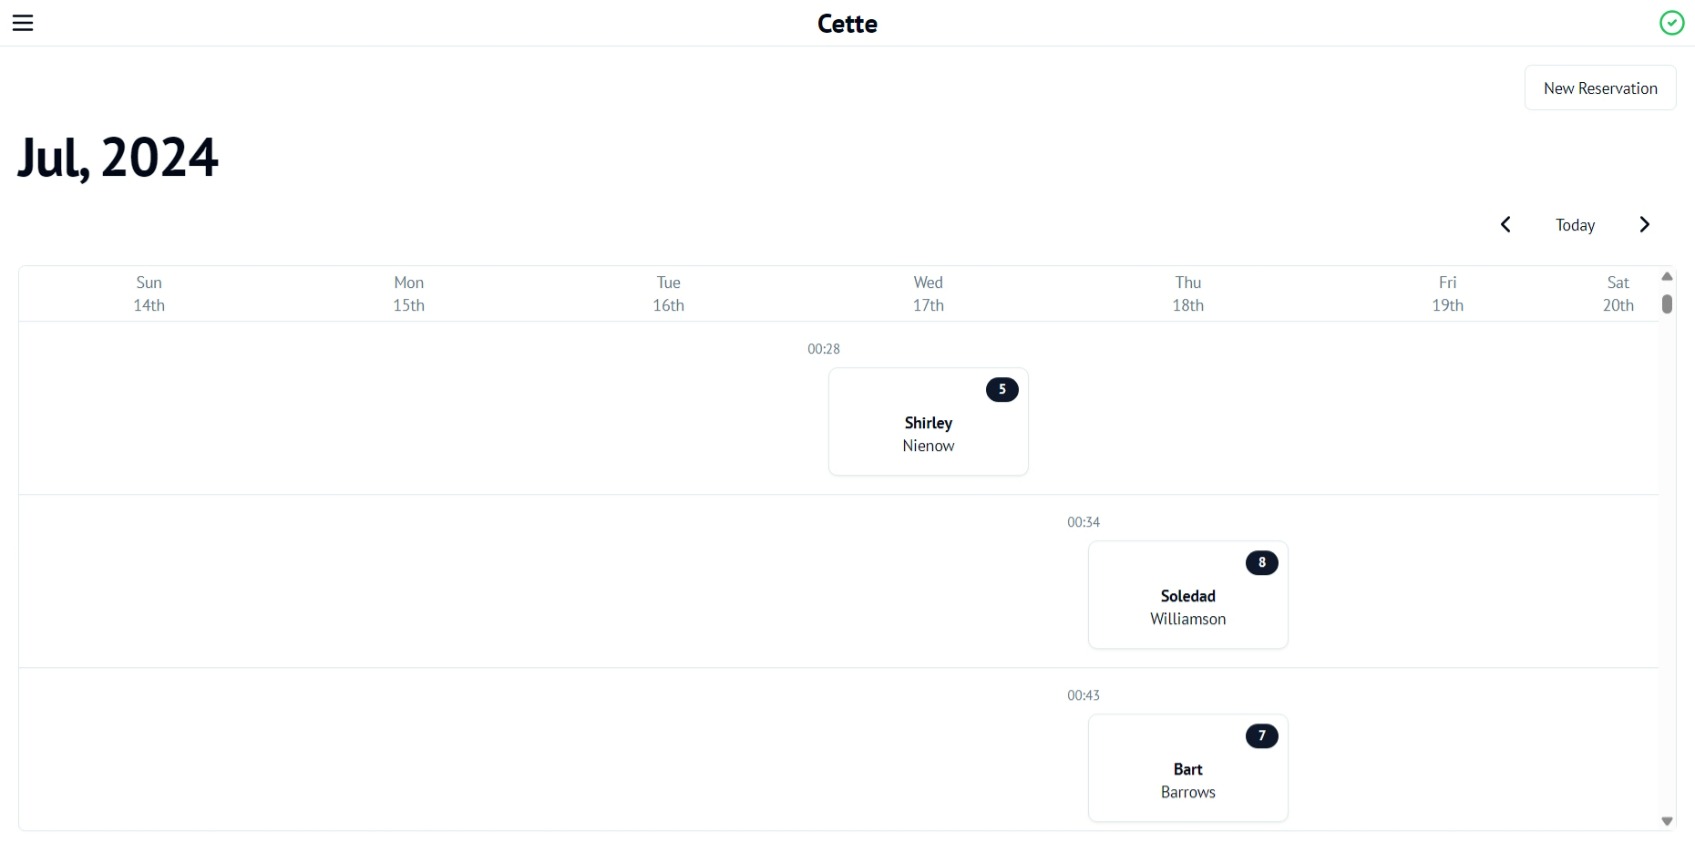 Cette
New Reservation
Jul, 2024
Today
Sun Mon Tue Wed Thu Fri Sat
14th 15th 16th 17th 18th 19th 20th
00:28
5
Shirley
Nienow
00:34
8
Soledad
Williamson
00:43
7
Bart
Barrows